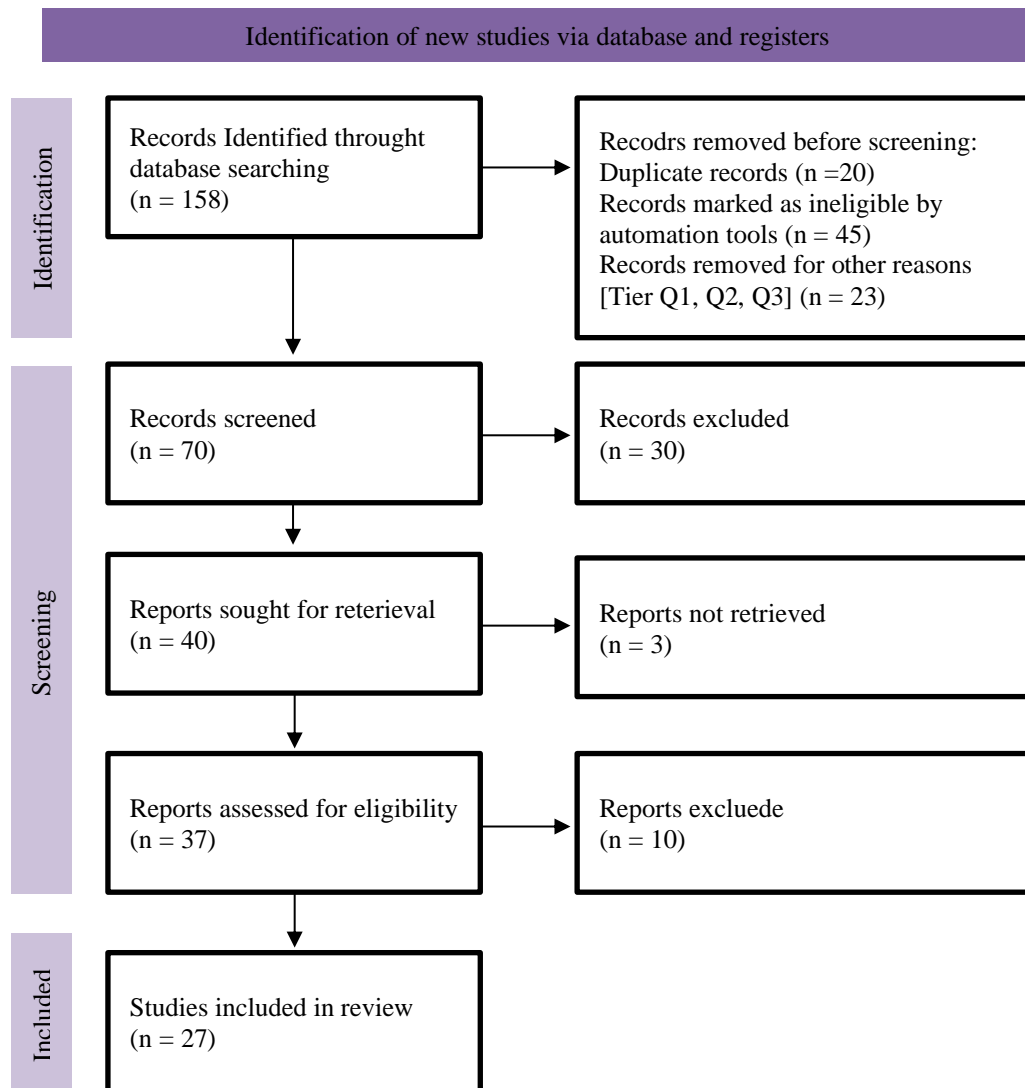 Identification of new studies via database and registers
Identification
Records Identified throught
database searching
(n = 158)
Recodrs removed before screening:
Duplicate records (n =20)
Records marked as ineligible by
automation tools (n = 45)
Records removed for other reasons
[Tier Q1, Q2, Q3] (n = 23)
Screening
Records screened
(n = 70)
Records excluded
(n = 30)
Reports sought for reterieval
(n = 40)
Reports not retrieved
(n = 3)
Reports assessed for eligibility
(n = 37)
Reports excluede
(n = 10)
Included
Studies included in review
(n = 27)